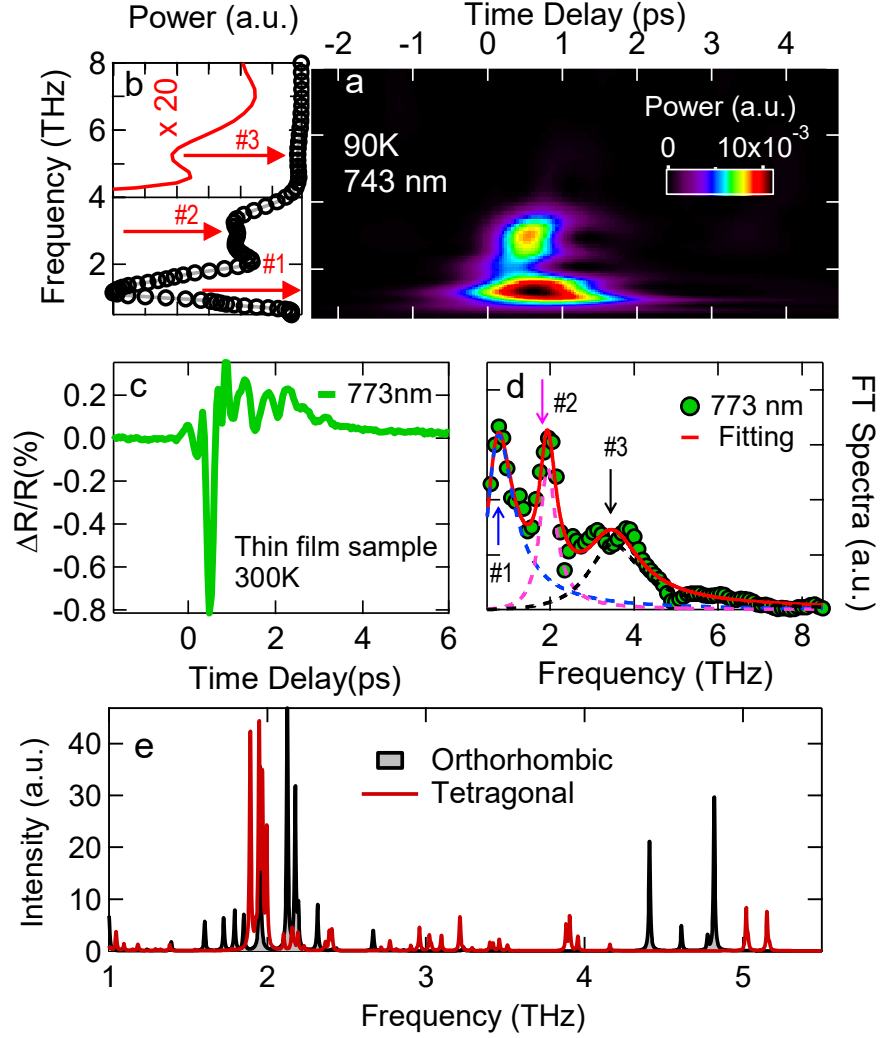 Power (a.u.)
Time Delay (ps)
-2 -1 0 1 2 3 4
8
6
4
2
Frequency (THz)
b
x 20
#3
#2
#1
a
90K
743 nm
Power (a.u.)
0 10x10⁻³
c
773nm
0.2
0.0
-0.2
-0.4
-0.6
-0.8
ΔR/R(%)
Thin film sample
300K
0 2 4 6
Time Delay(ps)
d
#2
773 nm
Fitting
#3
#1
2 4 6 8
Frequency (THz)
FT Spectra (a.u.)
e
Orthorhombic
Tetragonal
40
30
20
10
0
Intensity (a.u.)
1 2 3 4 5
Frequency (THz)